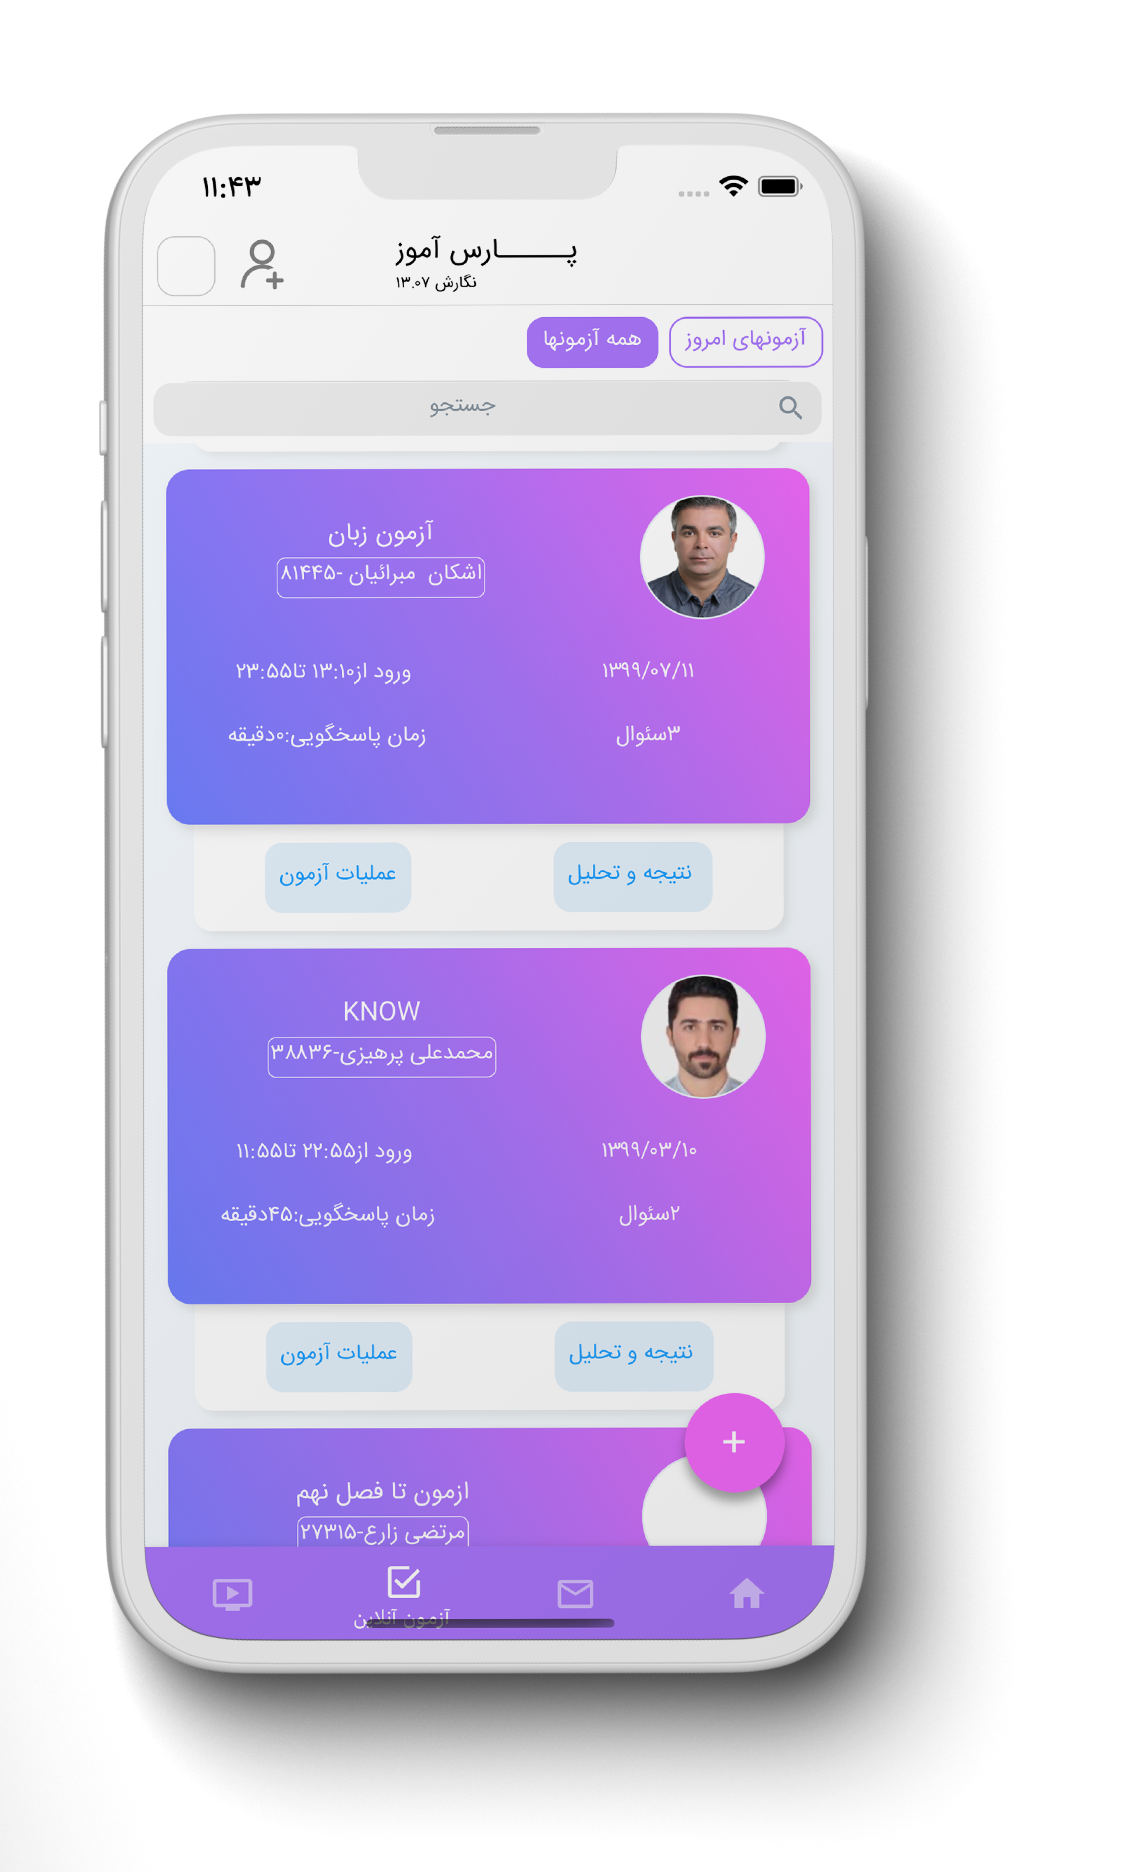 ۱۱:۴۳
پـــــارس آموز
نگارش ۱۳.۰۷
آزمونهای امروز
همه آزمونها
جستجو
آزمون زبان
اشکان مبرائیان -۸۱۴۴۵
۱۳۹۹/۰۷/۱۱
ورود از۱۳:۱۰ تا۲۳:۵۵
۳سئوال
زمان پاسخگویی:۰دقیقه
نتیجه و تحلیل
عملیات آزمون
KNOW
محمدعلی پرهیزی-۳۸۸۳۶
۱۳۹۹/۰۳/۱۰
ورود از۲۲:۵۵ تا۱۱:۵۵
۲سئوال
زمان پاسخگویی:۴۵دقیقه
نتیجه و تحلیل
عملیات آزمون
ازمون تا فصل نهم
مرتضی زارع-۲۷۳۱۵
آزمون آنلاین